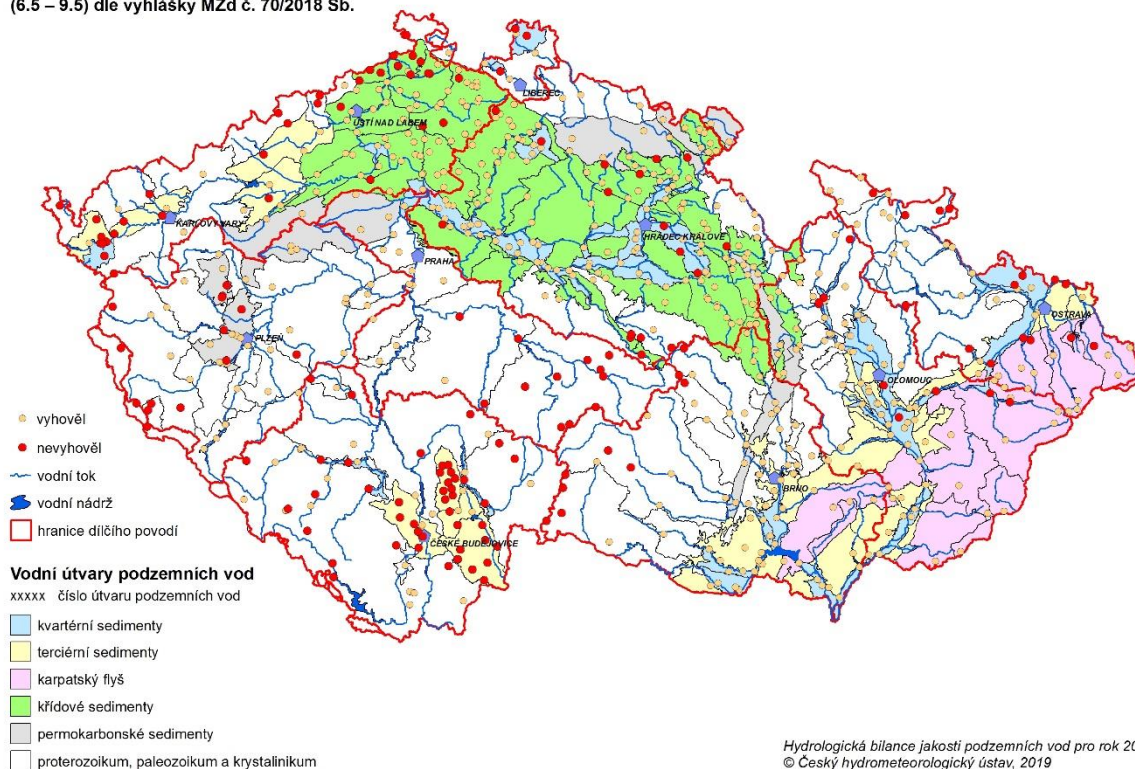 (6.5 – 9.5) dle vyhlášky MZd č. 70/2018 Sb.
LIBEREC
ÚSTÍ NAD LABEM
KARLOVY VARY
HRADEC KRÁLOVÉ
PRAHA
OSTRAVA
PLZEŇ
OLOMOUC
BRNO
ČESKÉ BUDĚJOVICE
vyhověl
nevyhověl
vodní tok
vodní nádrž
hranice dílčího povodí
Vodní útvary podzemních vod
xxxxx číslo útvaru podzemních vod
kvartérní sedimenty
terciérní sedimenty
karpatský flyš
křídové sedimenty
permokarbonské sedimenty
proterozoikum, paleozoikum a krystalinikum
Hydrologická bilance jakosti podzemních vod pro rok 20
© Český hydrometeorologický ústav, 2019